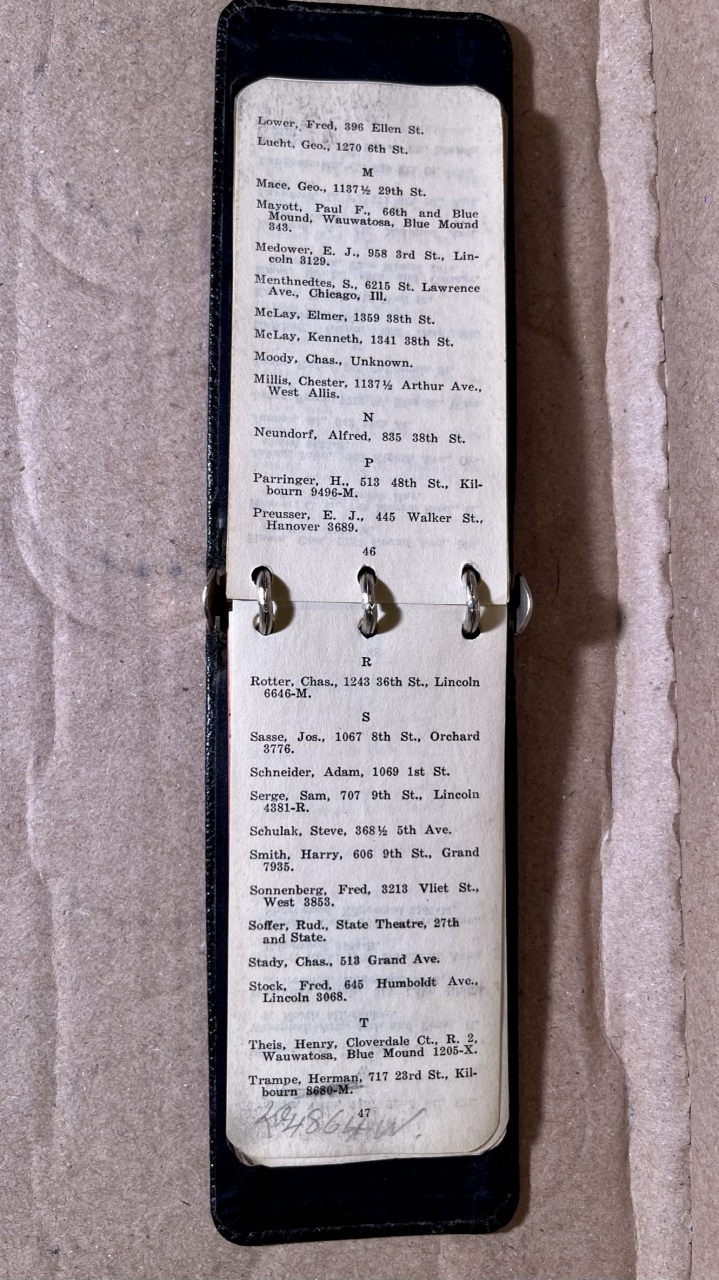 Lower, Fred, 396 Ellen St.
Lucht, Geo., 1270 6th St.
M
Mace, Geo., 1137½ 29th St.
Mayott, Paul F., 66th and Blue
Mound, Wauwatosa, Blue Mound
343.
Medower, E. J., 958 3rd St., Lin-
coln 3129.
Menthnedtes, S., 6215 St. Lawrence
Ave., Chicago, Ill.
McLay, Elmer, 1359 38th St.
McLay, Kenneth, 1341 38th St.
Moody, Chas., Unknown.
Millis, Chester, 1137½ Arthur Ave.,
West Allis.
N
Neundorf, Alfred, 835 38th St.
P
Parringer, H., 513 48th St., Kil-
bourn 9496-M.
Preusser, E. J., 445 Walker St.,
Hanover 3689.
46
R
Rotter, Chas., 1243 36th St., Lincoln
6646-M.
S
Sasse, Jos., 1067 8th St., Orchard
3776.
Schneider, Adam, 1069 1st St.
Serge, Sam, 707 9th St., Lincoln
4381-R.
Schulak, Steve, 368½ 5th Ave.
Smith, Harry, 606 9th St., Grand
7935.
Sonnenberg, Fred, 3213 Vliet St.,
West 3853.
Soffer, Rud., State Theatre, 27th
and State.
Stady, Chas., 513 Grand Ave.
Stock, Fred, 645 Humboldt Ave.,
Lincoln 3068.
T
Theis, Henry, Cloverdale Ct., R. 2,
Wauwatosa, Blue Mound 1205-X.
Trampe, Herman, 717 23rd St., Kil-
bourn 3680-M.
47